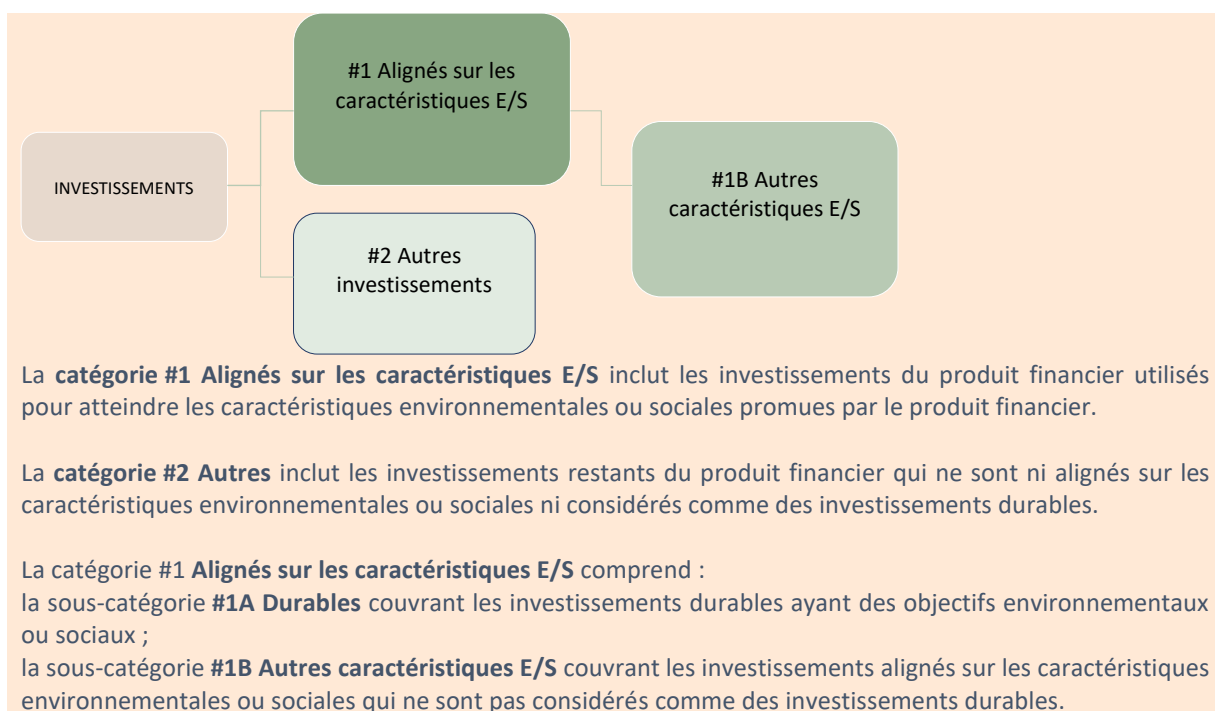 #1 Alignés sur les
caractéristiques E/S
INVESTISSEMENTS
#1B Autres
caractéristiques E/S
#2 Autres
investissements
La catégorie #1 Alignés sur les caractéristiques E/S inclut les investissements du produit financier utilisés
pour atteindre les caractéristiques environnementales ou sociales promues par le produit financier.
La catégorie #2 Autres inclut les investissements restants du produit financier qui ne sont ni alignés sur les
caractéristiques environnementales ou sociales ni considérés comme des investissements durables.
La catégorie #1 Alignés sur les caractéristiques E/S comprend :
la sous-catégorie #1A Durables couvrant les investissements durables ayant des objectifs environnementaux
ou sociaux ;
la sous-catégorie #1B Autres caractéristiques E/S couvrant les investissements alignés sur les caractéristiques
environnementales ou sociales qui ne sont pas considérés comme des investissements durables.